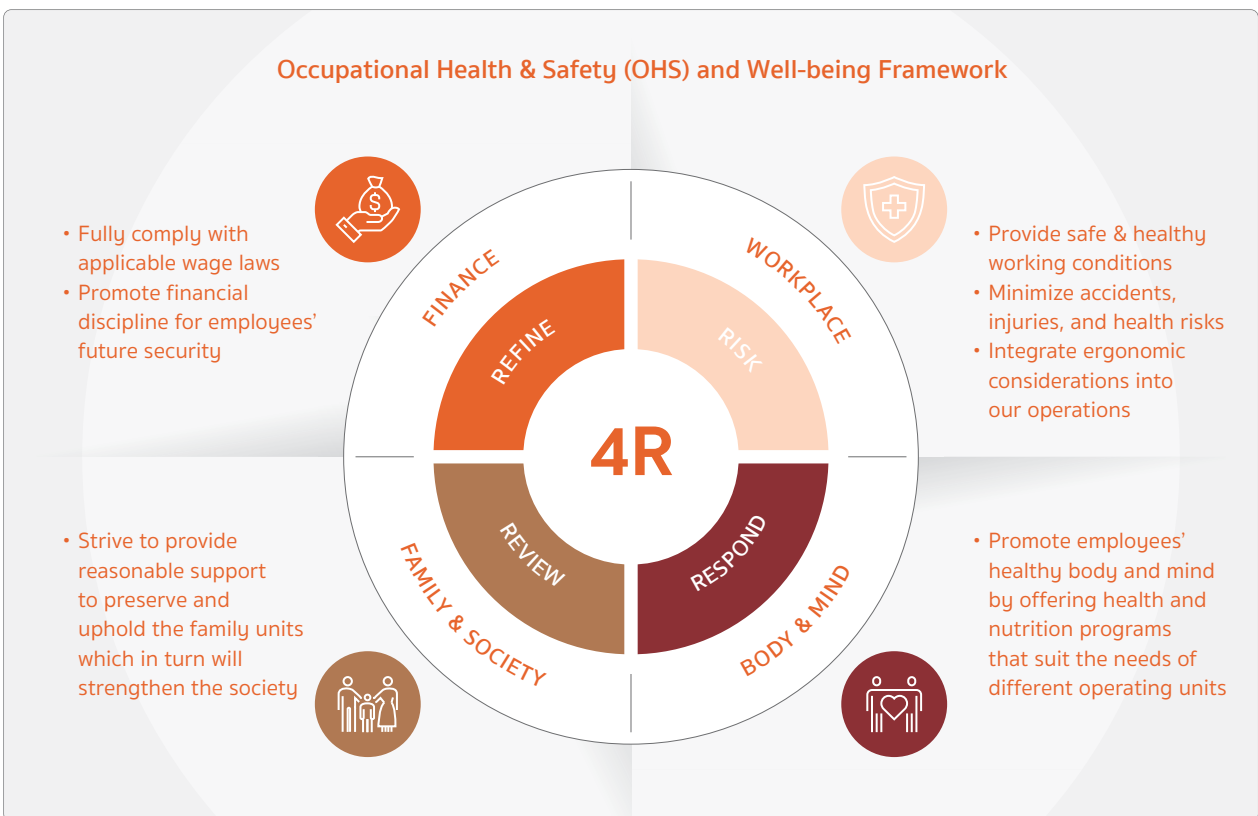 Occupational Health & Safety (OHS) and Well-being Framework
$
FINANCE
REFINE
• Fully comply with
applicable wage laws
• Promote financial
discipline for employees'
future security
WORKPLACE
RISK
• Provide safe & healthy
working conditions
• Minimize accidents,
injuries, and health risks
• Integrate ergonomic
considerations into
our operations
4R
FAMILY & SOCIETY
REVIEW
• Strive to provide
reasonable support
to preserve and
uphold the family units
which in turn will
strengthen the society
BODY & MIND
RESPOND
• Promote employees'
healthy body and mind
by offering health and
nutrition programs
that suit the needs of
different operating units